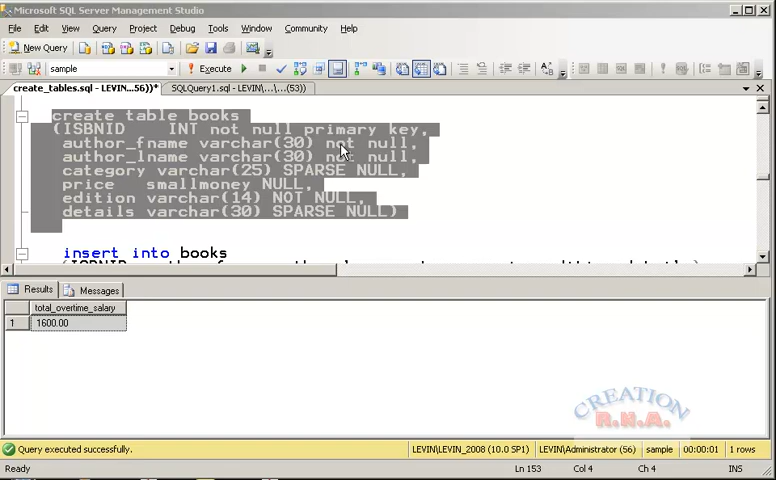 Microsoft SQL Server Management Studio
File Edit View Query Project Debug Tools Window Community Help
New Query
sample Execute
create_tables.sql - LEVIN...56))* SQLQuery1.sql - LEVIN\...\...(53))
create table books
(ISBNID INT not null primary key,
author_fname varchar(30) not null,
author_lname varchar(30) not null,
category varchar(25) SPARSE NULL,
price smallmoney NULL,
edition varchar(14) NOT NULL,
details varchar(30) SPARSE NULL)
insert into books
Results Messages
total_overtime_salary
1 1600.00
CREATION
R.N.A.
Query executed successfully. LEVIN\LEVIN_2008 (10.0 SP1) LEVIN\Administrator (56) sample 00:00:01 1 rows
Ready Ln 153 Col 4 Ch 4 INS